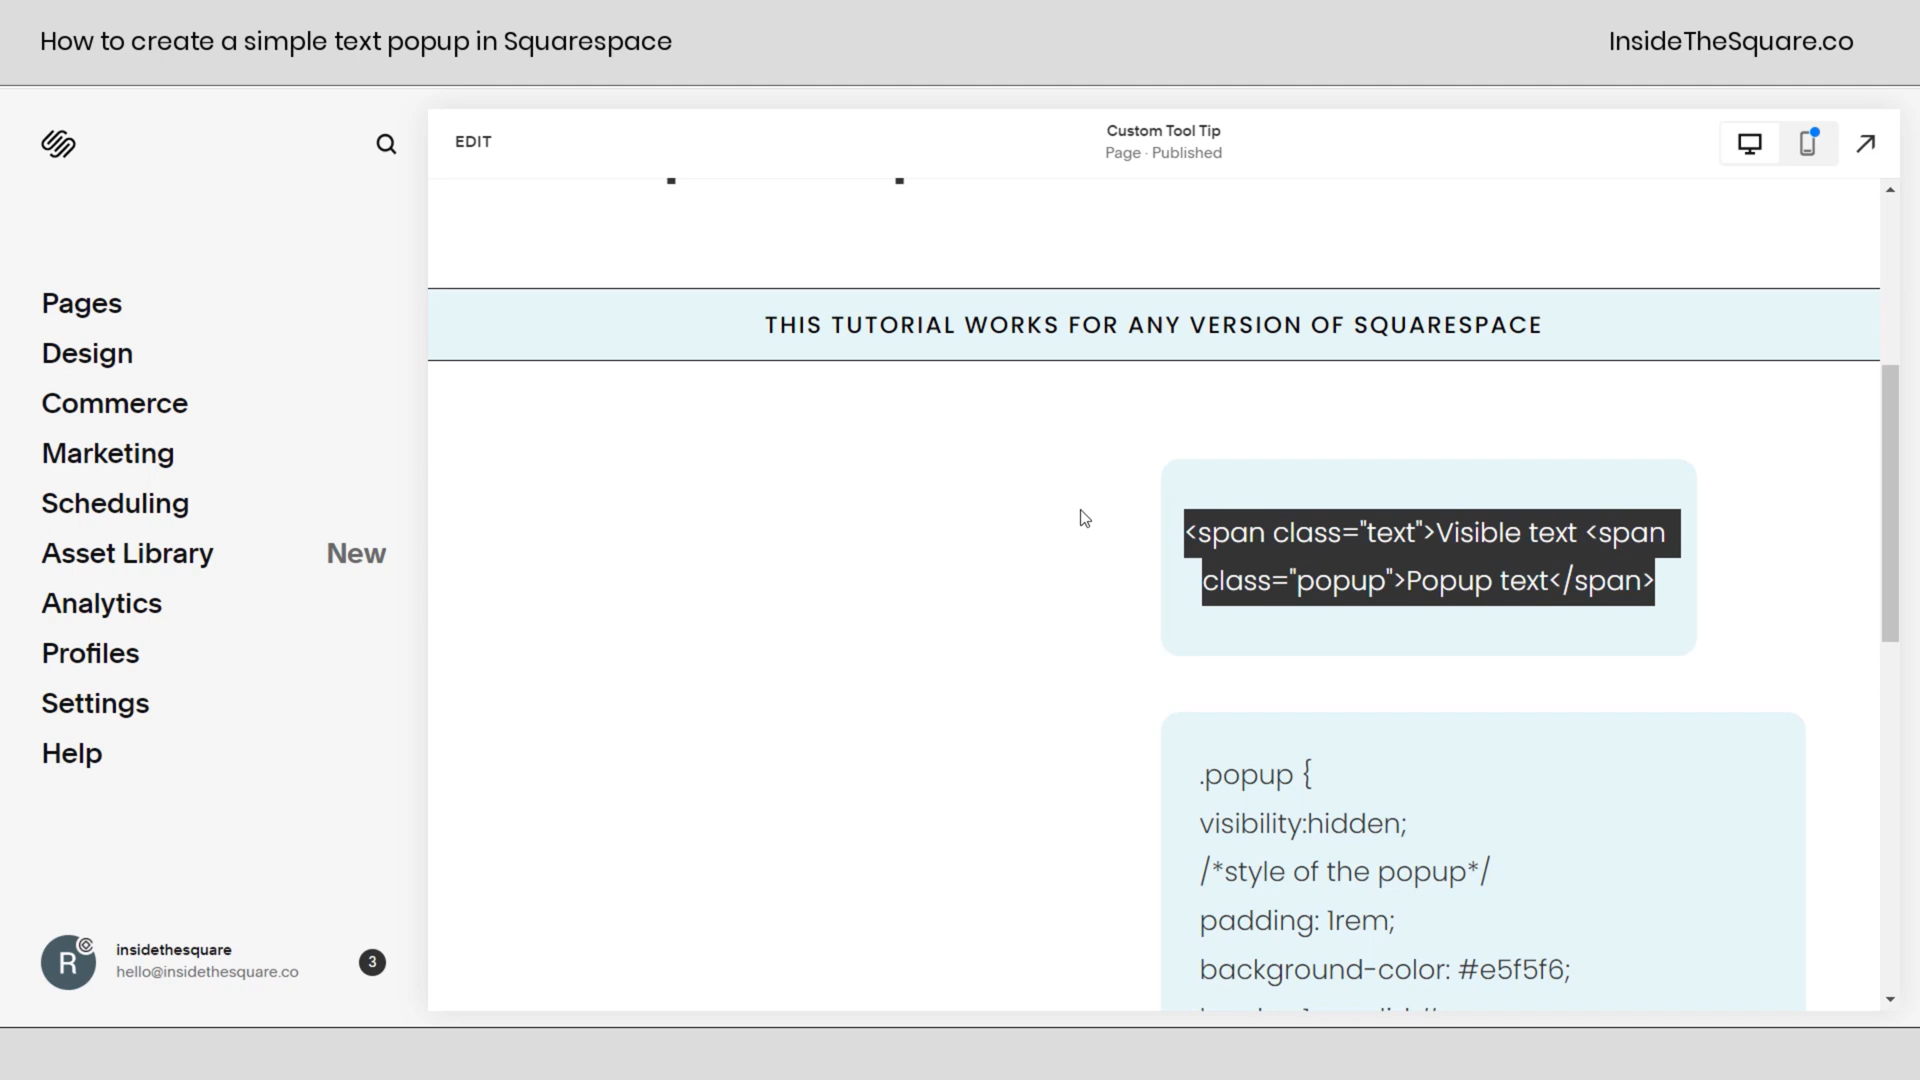 How to create a simple text popup in Squarespace
InsideTheSquare.co
EDIT
Custom Tool Tip
Page · Published
Pages
Design
Commerce
Marketing
Scheduling
Asset Library New
Analytics
Profiles
Settings
Help
R
insidethesquare
hello@insidethesquare.co
3
THIS TUTORIAL WORKS FOR ANY VERSION OF SQUARESPACE
<span class="text">Visible text <span
class="popup">Popup text</span>
.popup {
visibility:hidden;
/*style of the popup*/
padding: 1rem;
background-color: #e5f5f6;